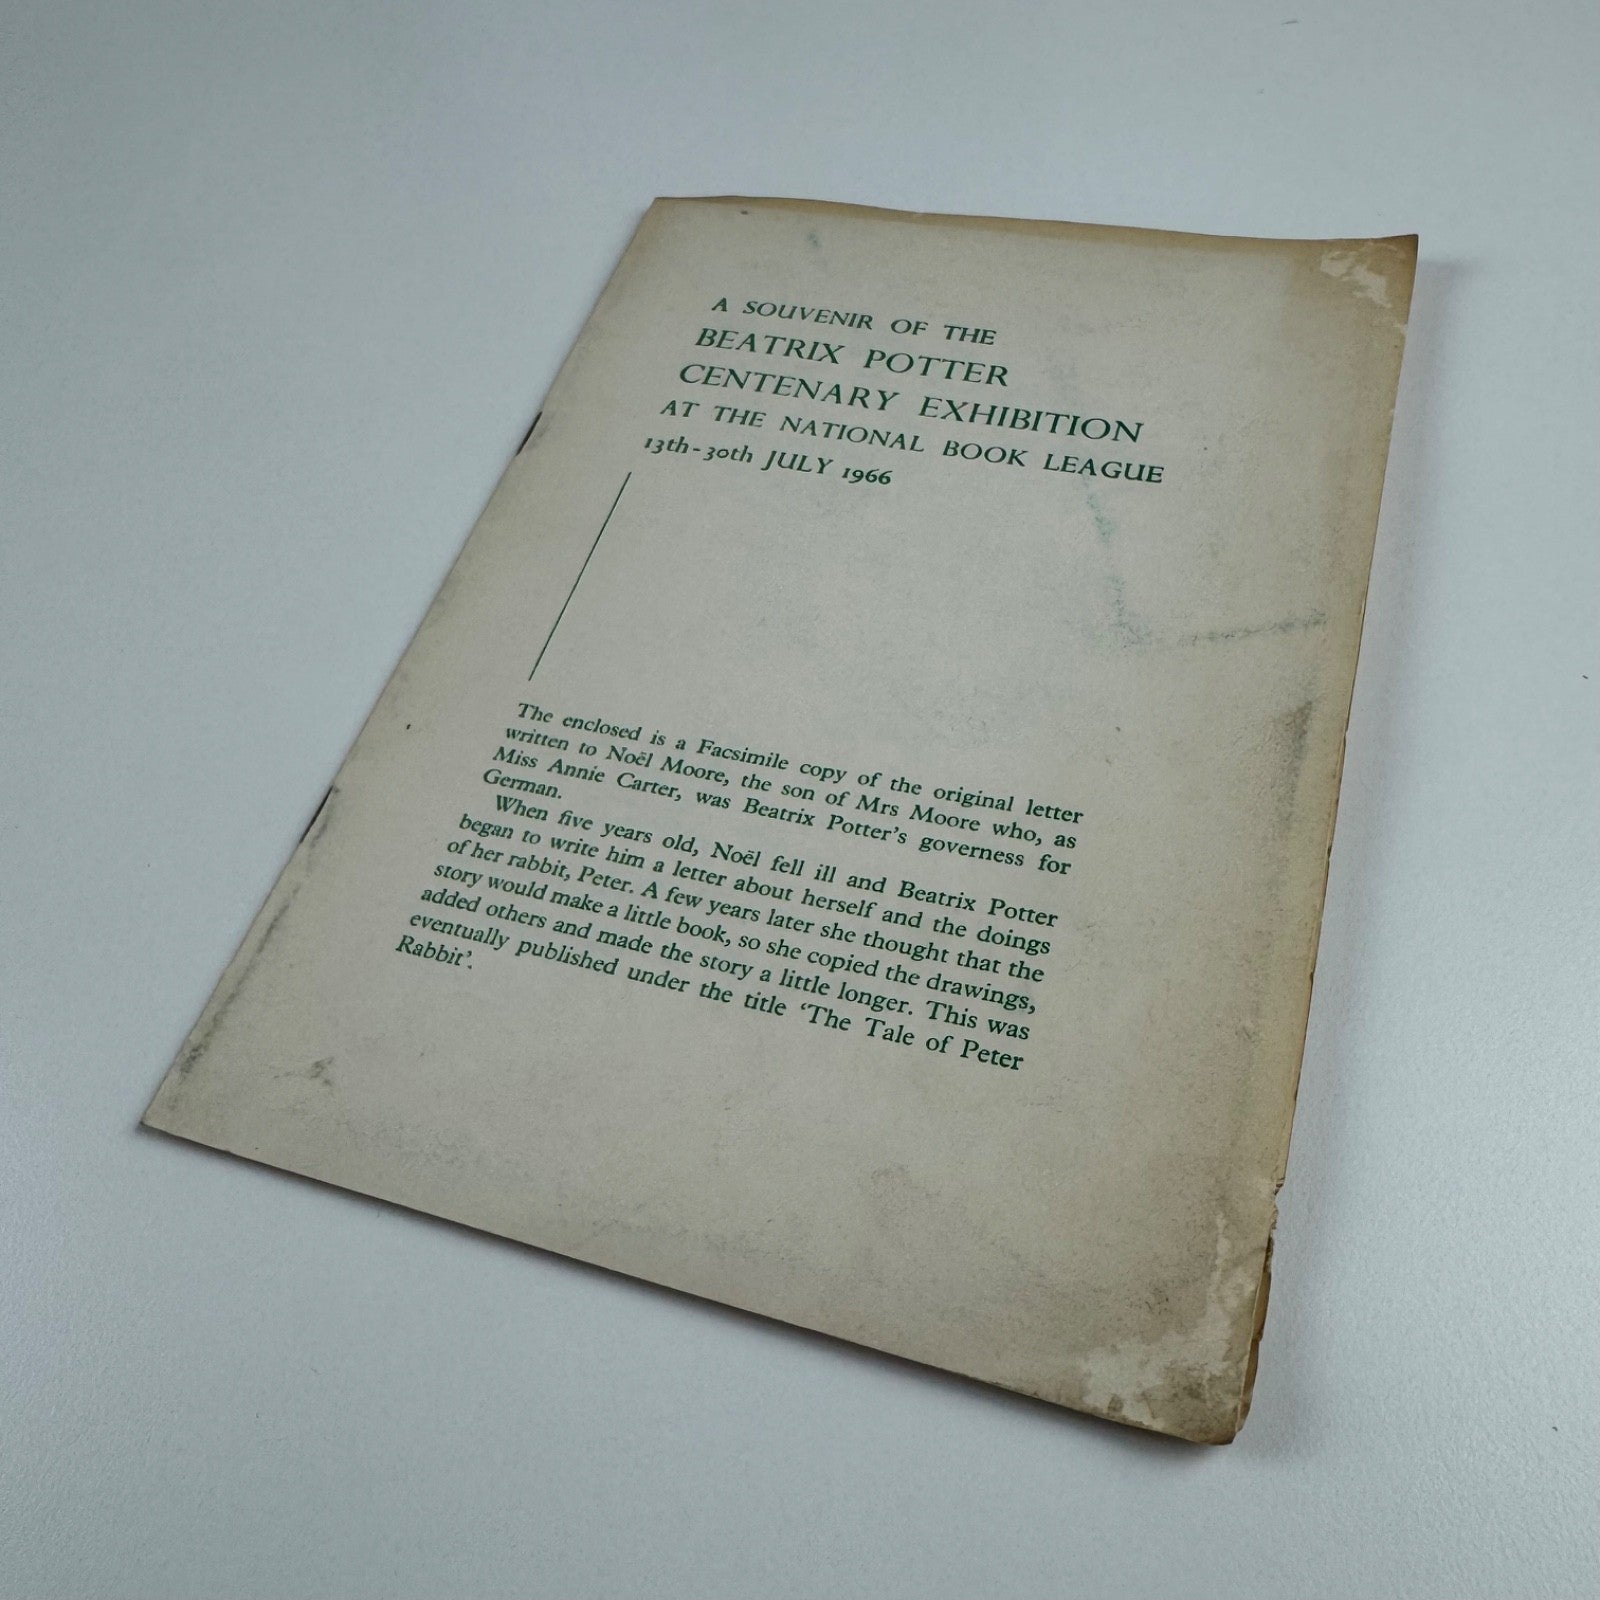 A SOUVENIR OF THE
BEATRIX POTTER
CENTENARY EXHIBITION
AT THE NATIONAL BOOK LEAGUE
13th-30th JULY 1966
The enclosed is a Facsimile copy of the original letter
written to Noël Moore, the son of Mrs Moore who, as
Miss Annie Carter, was Beatrix Potter's governess for
German.
When five years old, Noël fell ill and Beatrix Potter
began to write him a letter about herself and the doings
of her rabbit, Peter. A few years later she thought that the
story would make a little book, so she copied the drawings,
added others and made the story a little longer. This was
eventually published under the title 'The Tale of Peter
Rabbit'.